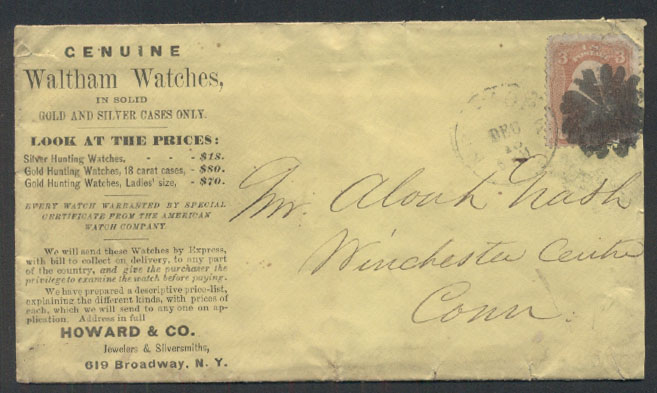 GENUINE
Waltham Watches,
IN SOLID
GOLD AND SILVER CASES ONLY.
LOOK AT THE PRICES:
Silver Hunting Watches, - - - $18.
Gold Hunting Watches, 18 carat cases, - $80.
Gold Hunting Watches, Ladies' size, - $70.
EVERY WATCH WARRANTED BY SPECIAL
CERTIFICATE FROM THE AMERICAN
WATCH COMPANY.
We will send these Watches by Express,
with bill to collect on delivery, to any part
of the country, and give the purchaser the
privilege to examine the watch before paying.
We have prepared a descriptive price-list,
explaining the different kinds, with prices of
each, which we will send to any one on ap-
plication. Address in full
HOWARD & CO.
Jewelers & Silversmiths,
619 Broadway, N. Y.
3 3
DEC
Mr. Alvah Nash
Winchester Centre
Conn.